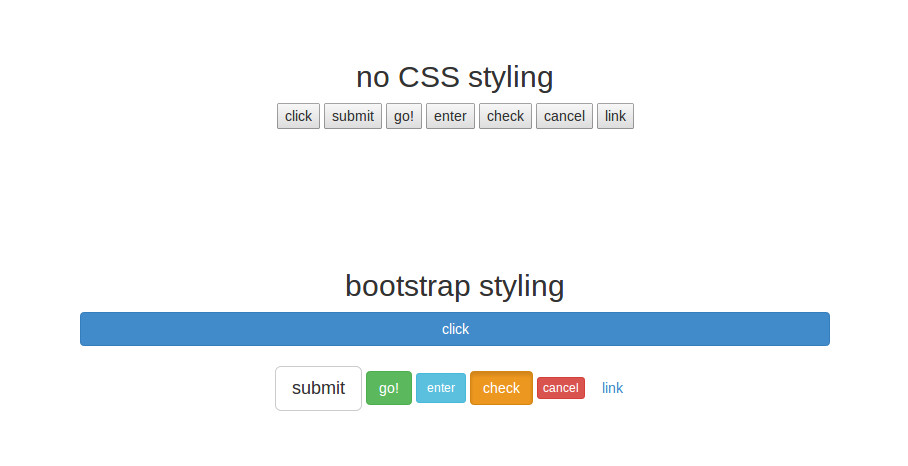 no CSS styling
click submit go! enter check cancel link
bootstrap styling
click
submit go! enter check cancel link